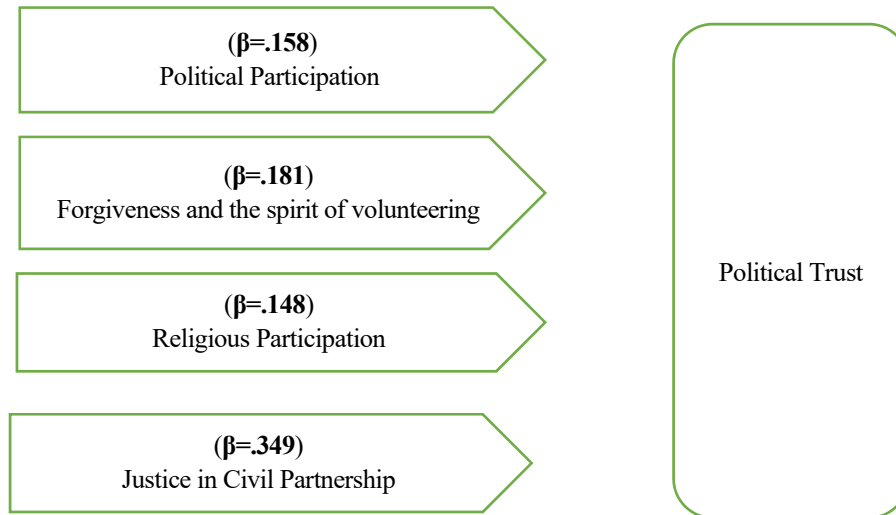 (β=.158)
Political Participation
(β=.181)
Forgiveness and the spirit of volunteering
(β=.148)
Religious Participation
(β=.349)
Justice in Civil Partnership
Political Trust